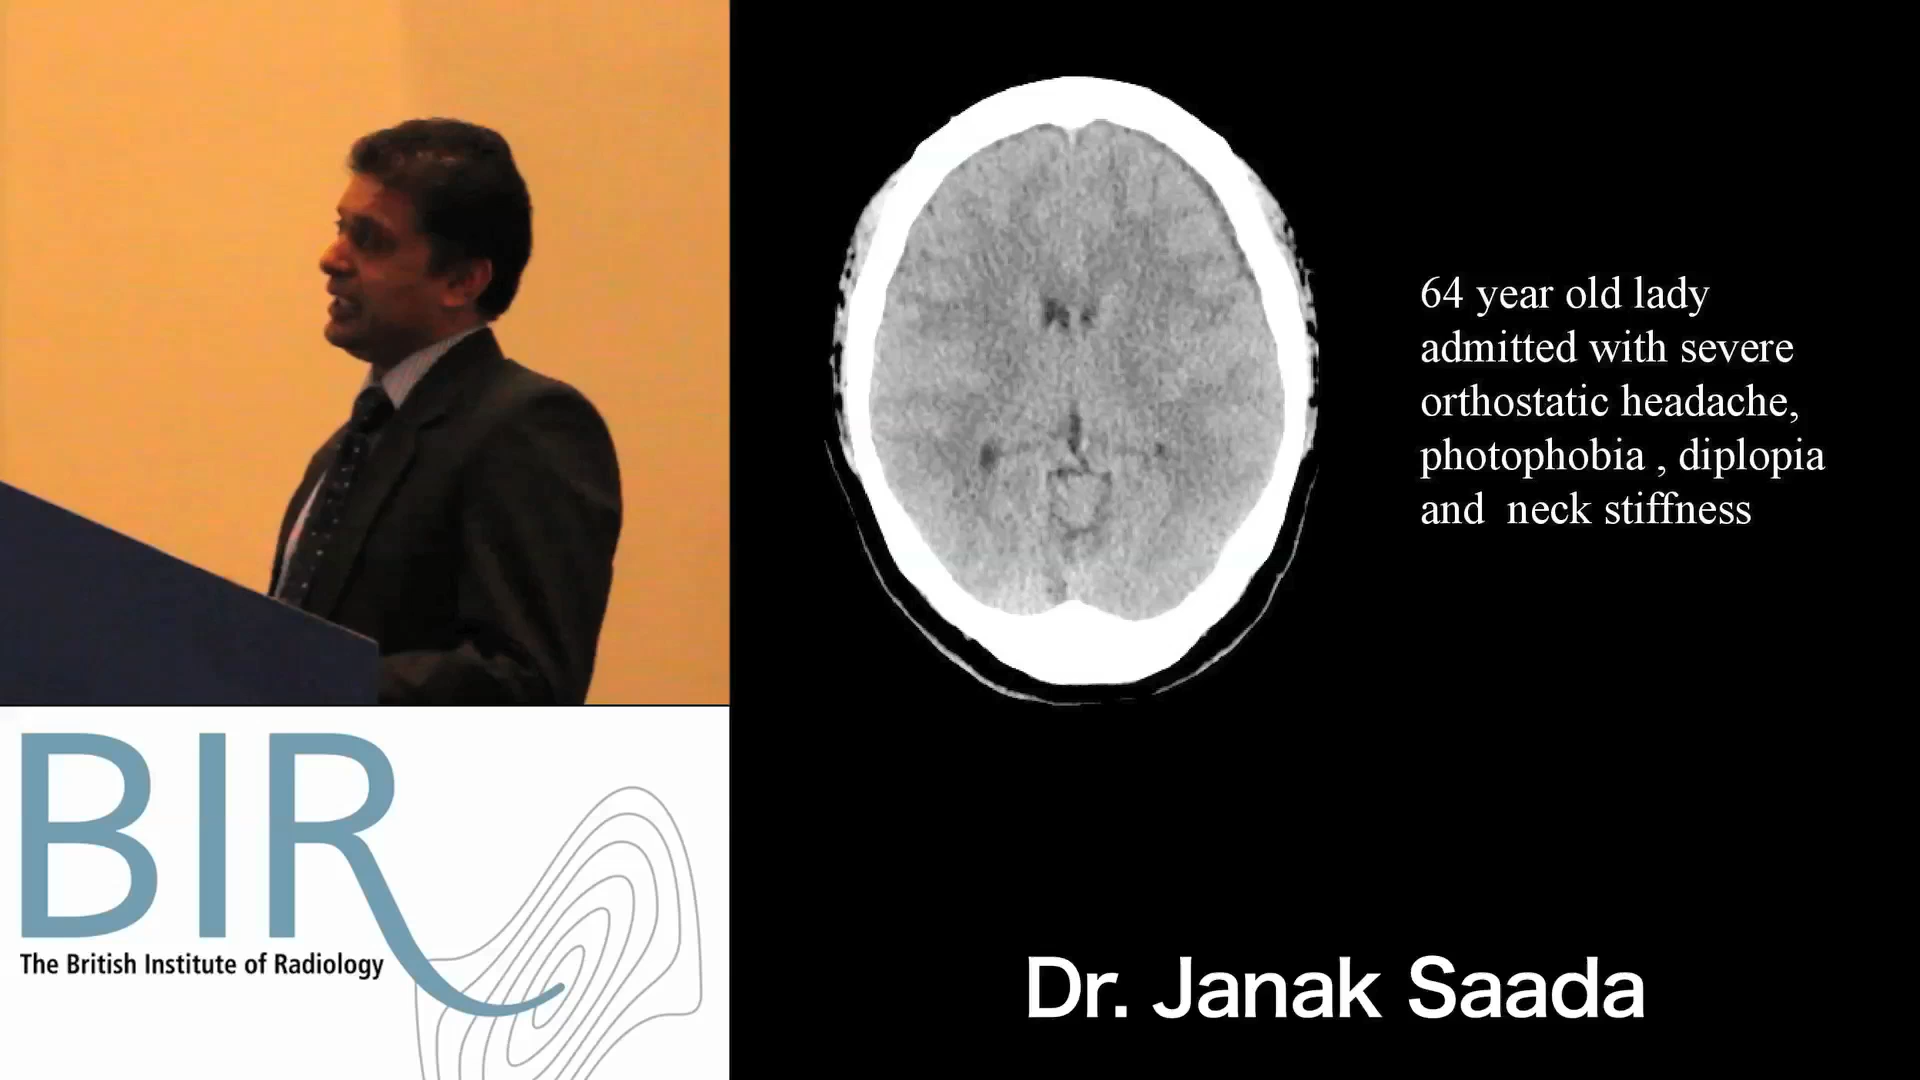 64 year old lady
admitted with severe
orthostatic headache,
photophobia , diplopia
and  neck stiffness
BIR
The British Institute of Radiology
Dr. Janak Saada